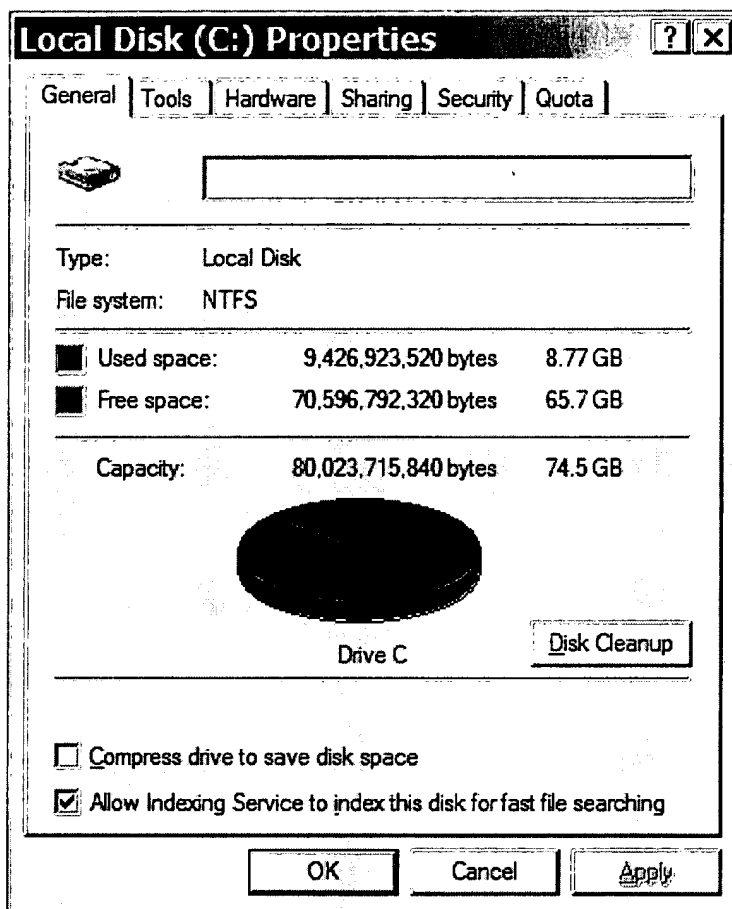 Local Disk (C:) Properties ? X
General Tools Hardware Sharing Security Quota
Type: Local Disk
File system: NTFS
Used space: 9,426,923,520 bytes 8.77 GB
Free space: 70,596,792,320 bytes 65.7 GB
Capacity: 80,023,715,840 bytes 74.5 GB
Drive C
Disk Cleanup
Compress drive to save disk space
Allow Indexing Service to index this disk for fast file searching
OK Cancel Apply